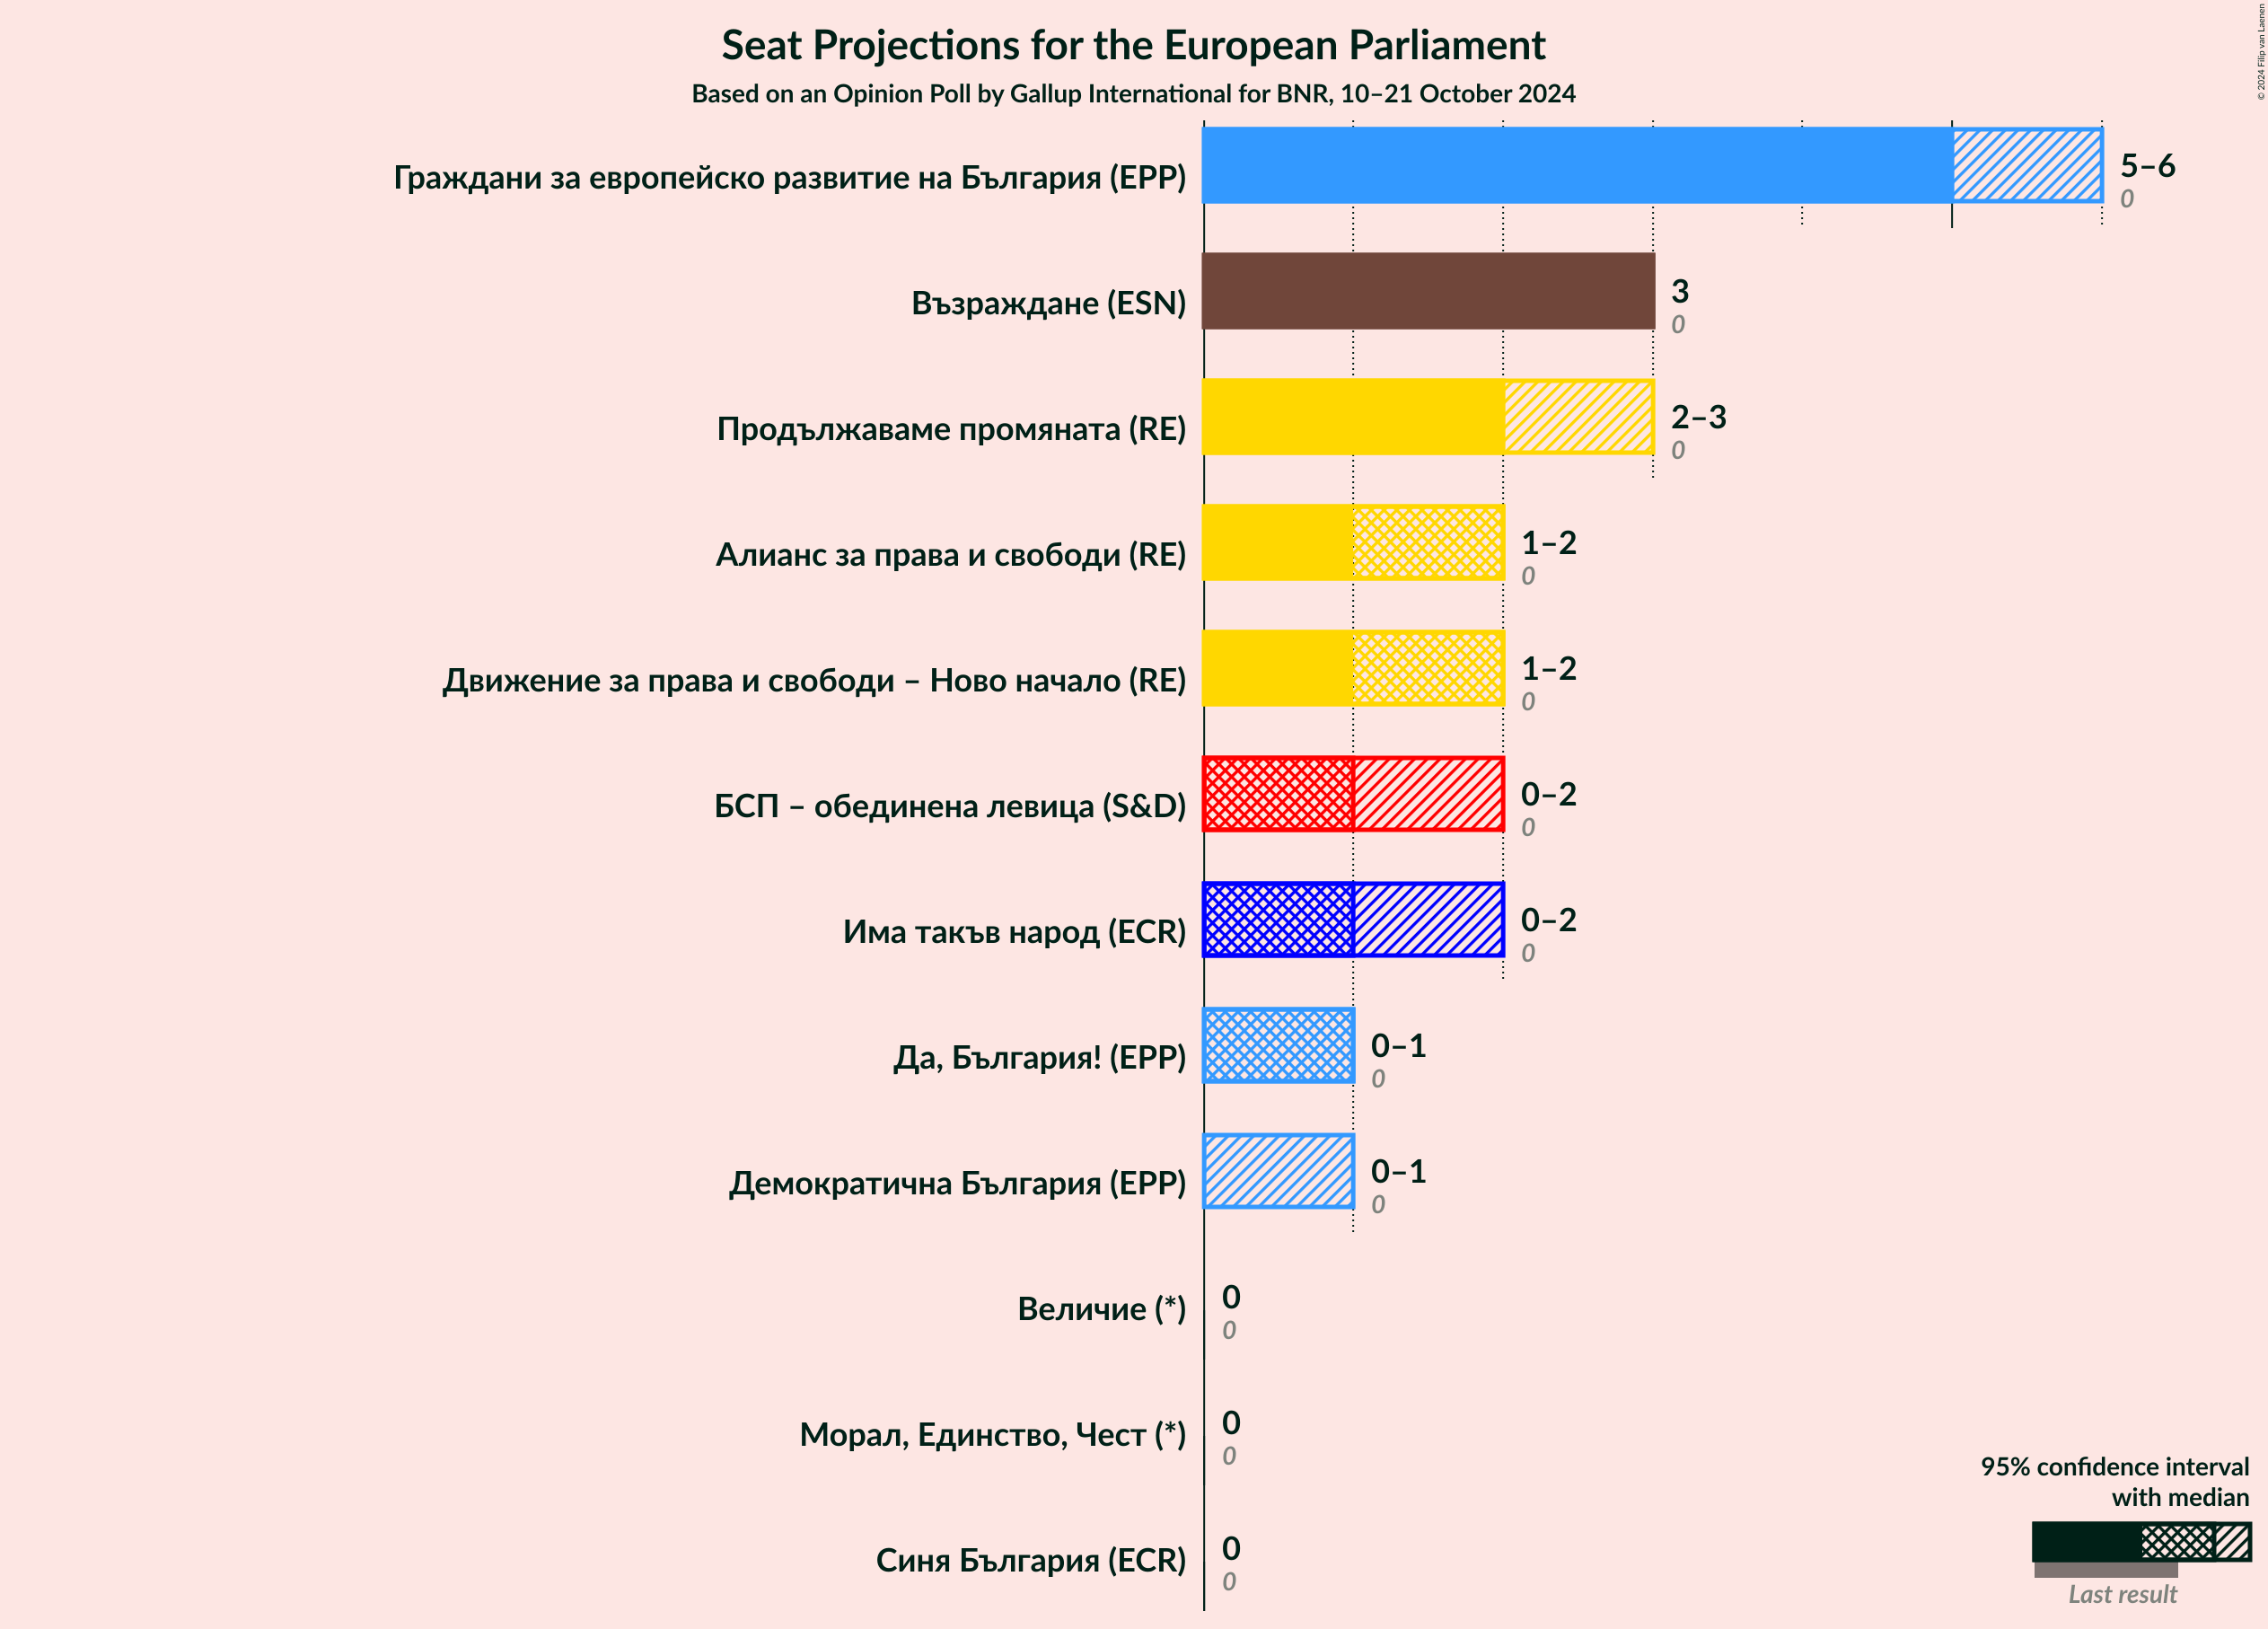 Seat Projections for the European Parliament
Based on an Opinion Poll by Gallup International for BNR, 10–21 October 2024
© 2024 Filip van Laenen
Граждани за европейско развитие на България (EPP)
5–6
0
Възраждане (ESN)
3
0
Продължаваме промяната (RE)
2–3
0
Алианс за права и свободи (RE)
1–2
0
Движение за права и свободи – Ново начало (RE)
1–2
0
БСП – обединена левица (S&D)
0–2
0
Има такъв народ (ECR)
0–2
0
Да, България! (EPP)
0–1
0
Демократична България (EPP)
0–1
0
Величие (*)
0
0
Морал, Единство, Чест (*)
0
0
Синя България (ECR)
0
0
95% confidence interval
with median
Last result